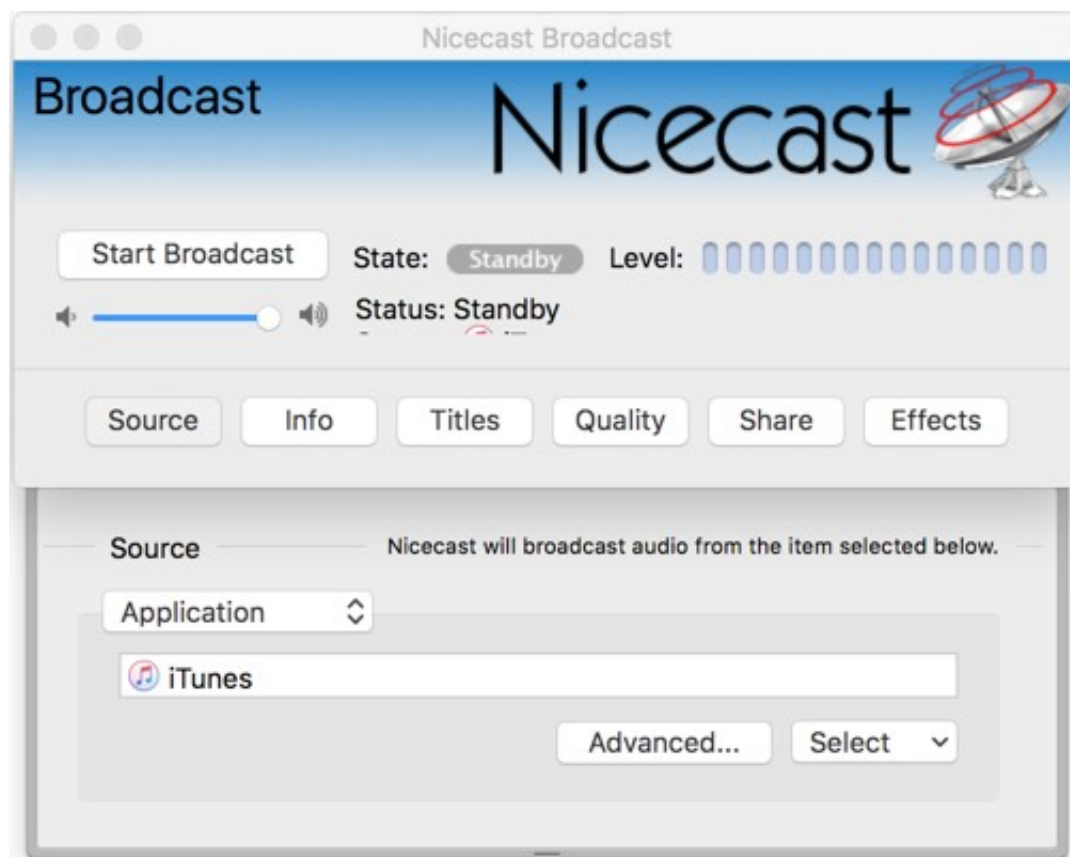 Nicecast Broadcast
Broadcast
Nicecast
Start Broadcast State: Standby Level:
Status: Standby
Source Info Titles Quality Share Effects
Source Nicecast will broadcast audio from the item selected below.
Application
iTunes
Advanced... Select